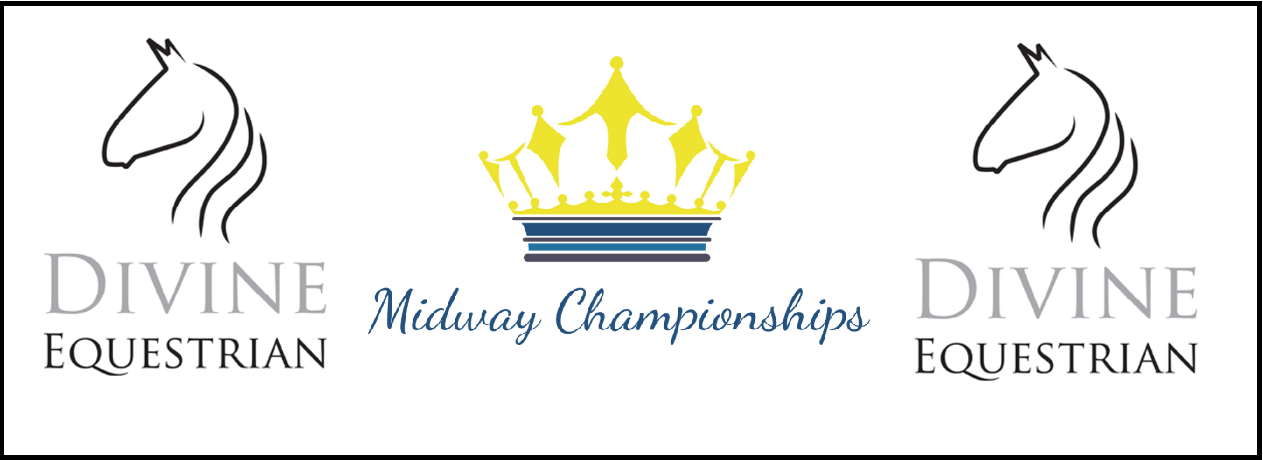 DIVINE
EQUESTRIAN
Midway Championships
DIVINE
EQUESTRIAN